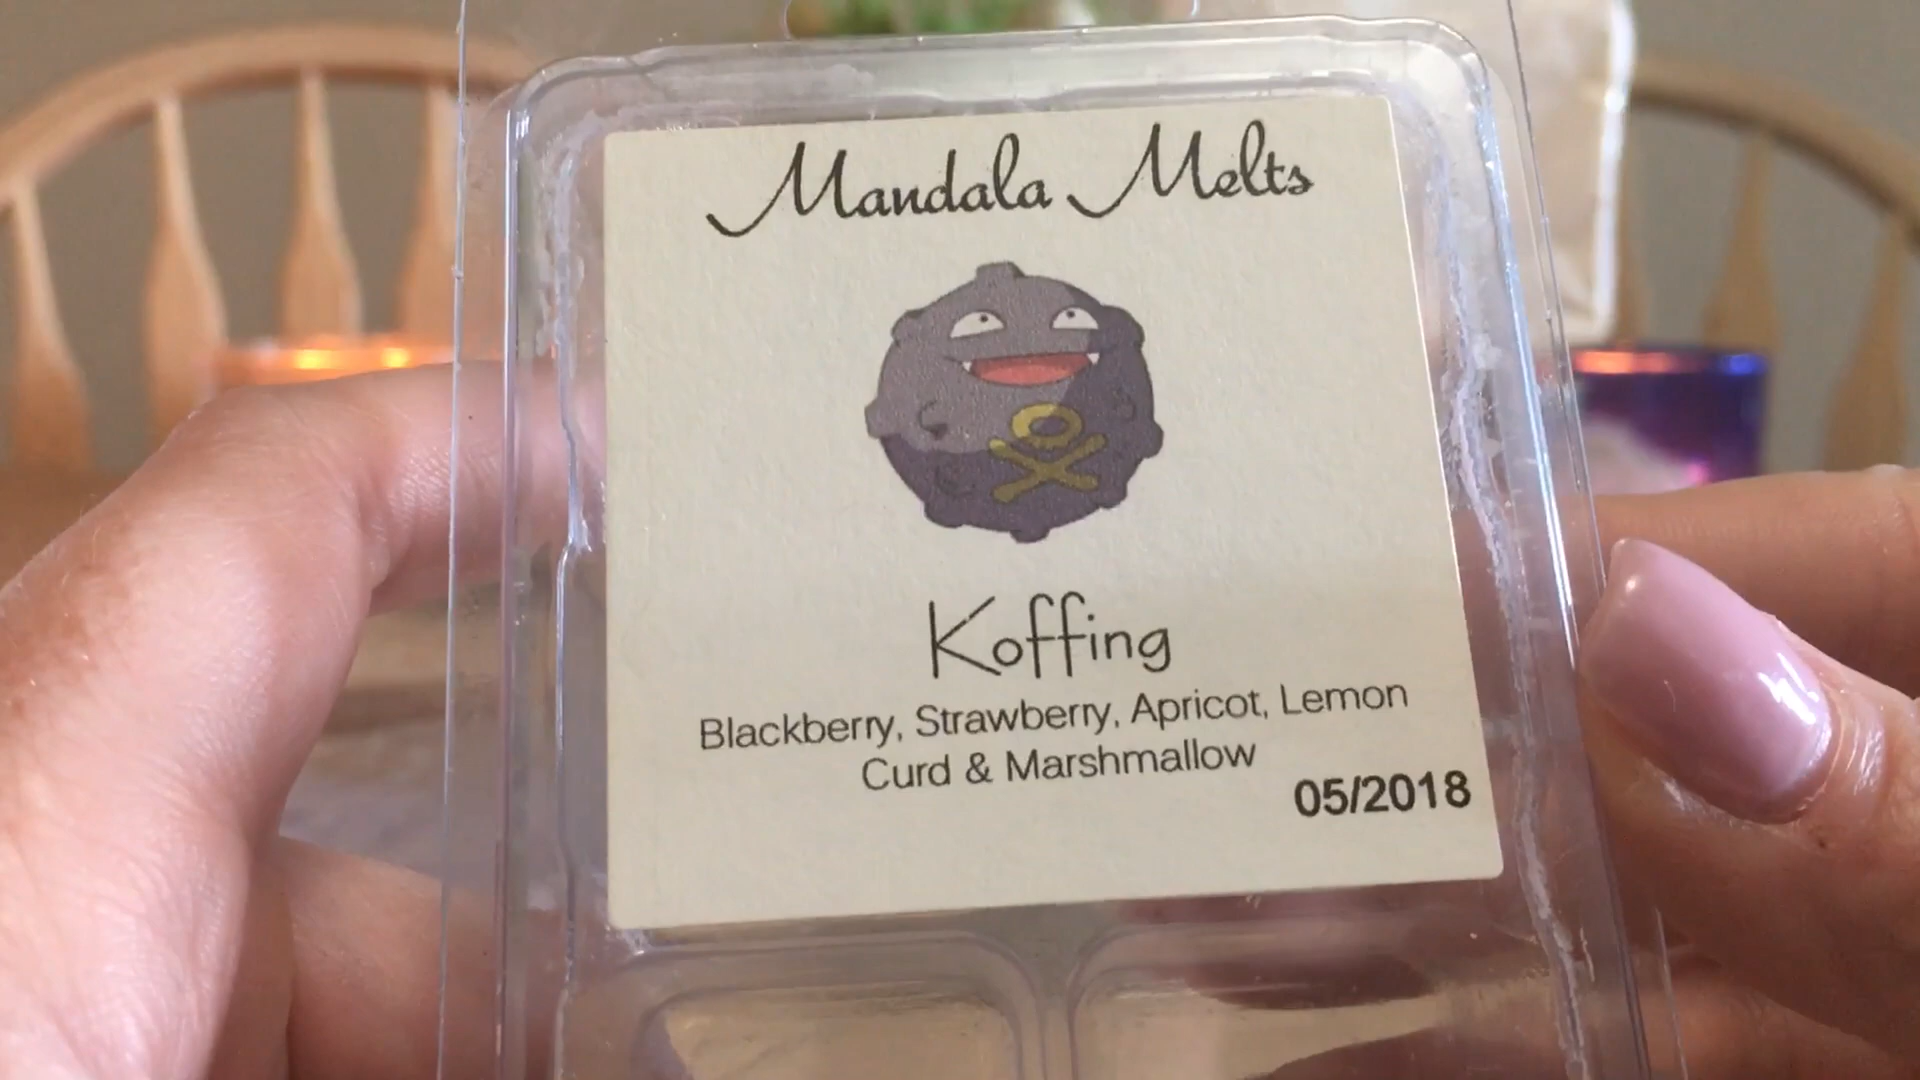 Mandala Melts
Koffing
Blackberry, Strawberry, Apricot, Lemon
Curd & Marshmallow
05/2018